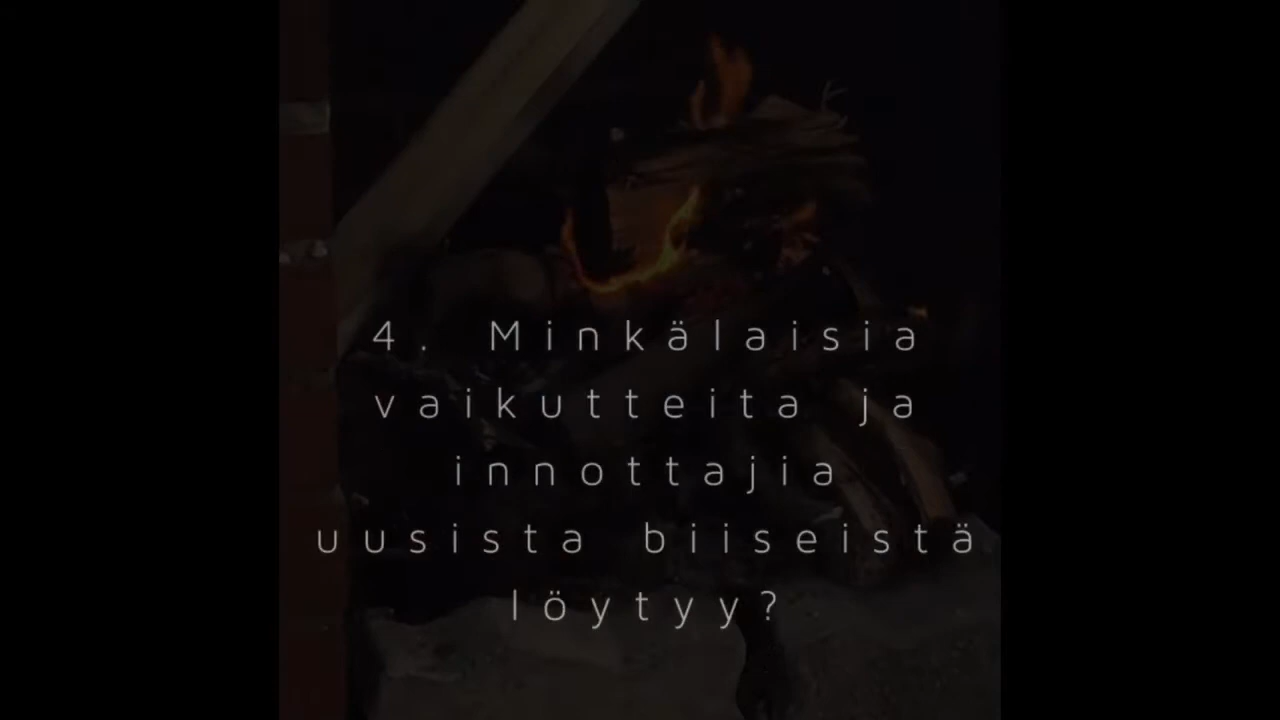 4. Minkälaisia
vaikutteita ja
innottajia
uusista biiseistä
löytyy?